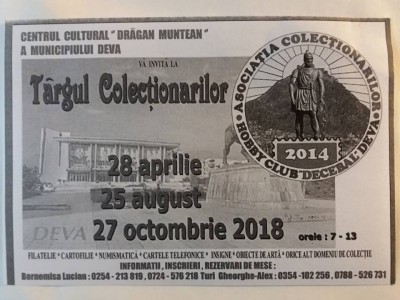 CENTRUL CULTURAL " DRĂGAN MUNTEAN"
A MUNICIPIULUI DEVA
VĂ INVITĂ LA
Târgul Colecționarilor
28 aprilie
25 august
27 octombrie 2018
orele : 7 - 13
ASOCIAȚIA COLECȚIONARILOR
HOBBY CLUB "DECEBAL" DEVA
2014
DEVA
FILATELIE * CARTOFILIE * NUMISMATICĂ * CARTELE TELEFONICE * INSIGNE * OBIECTE DE ARTĂ * ORICE ALT DOMENIU DE COLECȚIE
INFORMATII , INSCRIERI , REZERVARI DE MESE :
Bornemisa Lucian : 0254 - 213 819 , 0724 - 576 218 Turi Gheorghe-Alex : 0354 -102 256 , 0788 - 526 731